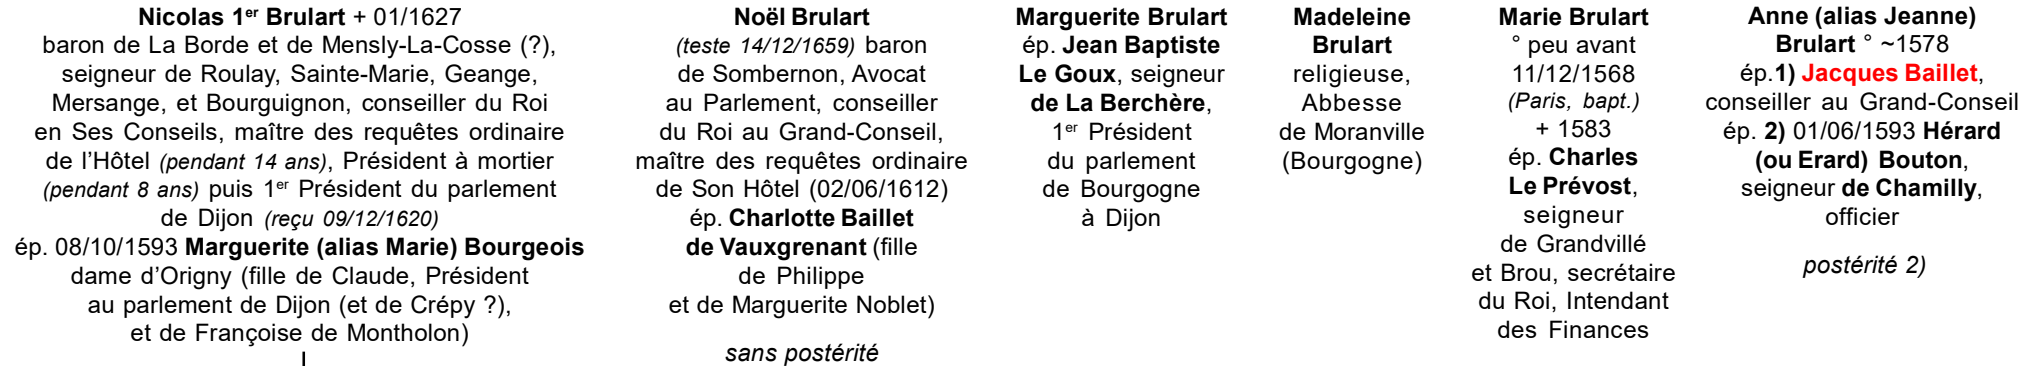 Nicolas 1er Brulart + 01/1627
baron de La Borde et de Mensly-La-Cosse (?),
seigneur de Roulay, Sainte-Marie, Geange,
Mersange, et Bourguignon, conseiller du Roi
en Ses Conseils, maître des requêtes ordinaire
de l’Hôtel (pendant 14 ans), Président à mortier
(pendant 8 ans) puis 1er Président du parlement
de Dijon (reçu 09/12/1620)
ép. 08/10/1593 Marguerite (alias Marie) Bourgeois
dame d’Origny (fille de Claude, Président
au parlement de Dijon (et de Crépy ?),
et de Françoise de Montholon)
Noël Brulart
(teste 14/12/1659) baron
de Sombernon, Avocat
au Parlement, conseiller
du Roi au Grand-Conseil,
maître des requêtes ordinaire
de Son Hôtel (02/06/1612)
ép. Charlotte Baillet
de Vauxgrenant (fille
de Philippe
et de Marguerite Noblet)
sans postérité
Marguerite Brulart
ép. Jean Baptiste
Le Goux, seigneur
de La Berchère,
1er Président
du parlement
de Bourgogne
à Dijon
Madeleine
Brulart
religieuse,
Abbesse
de Moranville
(Bourgogne)
Marie Brulart
° peu avant
11/12/1568
(Paris, bapt.)
+ 1583
ép. Charles
Le Prévost,
seigneur
de Grandvillé
et Brou, secrétaire
du Roi, Intendant
des Finances
Anne (alias Jeanne)
Brulart ° ~1578
ép.1) Jacques Baillet,
conseiller au Grand-Conseil
ép. 2) 01/06/1593 Hérard
(ou Erard) Bouton,
seigneur de Chamilly,
officier
postérité 2)